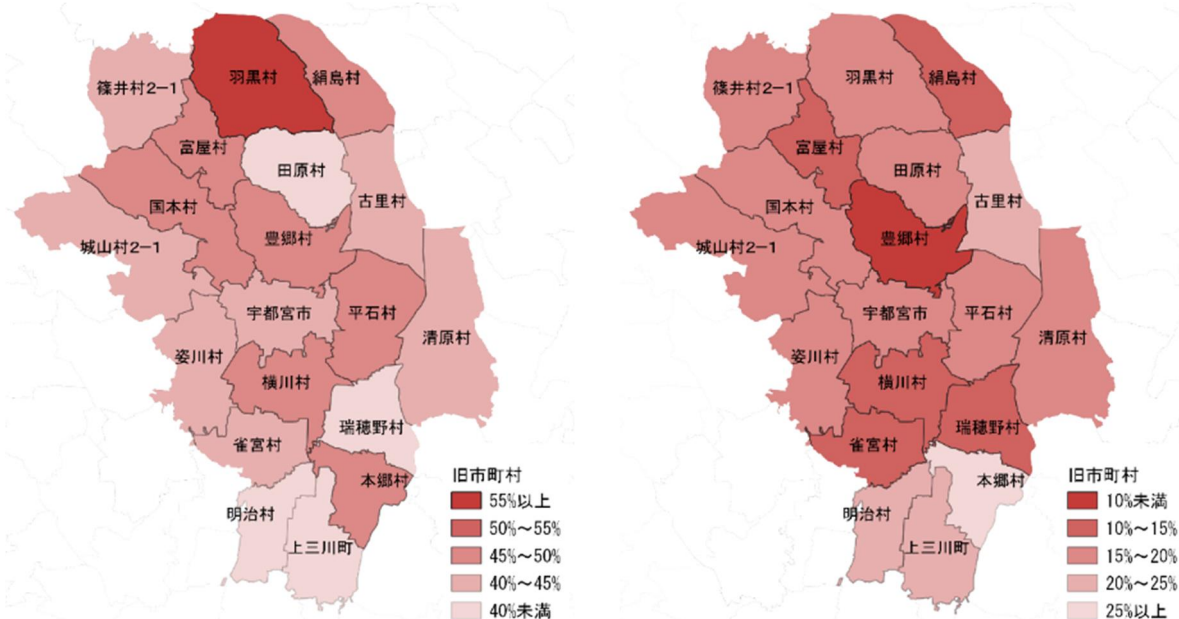 羽黒村
絹島村
篠井村2-1
富屋村
田原村
国本村
古里村
豊郷村
城山村2-1
宇都宮市
平石村
清原村
姿川村
横川村
瑞穂野村
雀宮村
本郷村
明治村
上三川町
旧市町村
55%以上
50%~55%
45%~50%
40%~45%
40%未満
羽黒村
絹島村
篠井村2-1
富屋村
田原村
国本村
古里村
豊郷村
城山村2-1
宇都宮市
平石村
清原村
姿川村
横川村
瑞穂野村
雀宮村
本郷村
明治村
上三川町
旧市町村
10%未満
10%~15%
15%~20%
20%~25%
25%以上